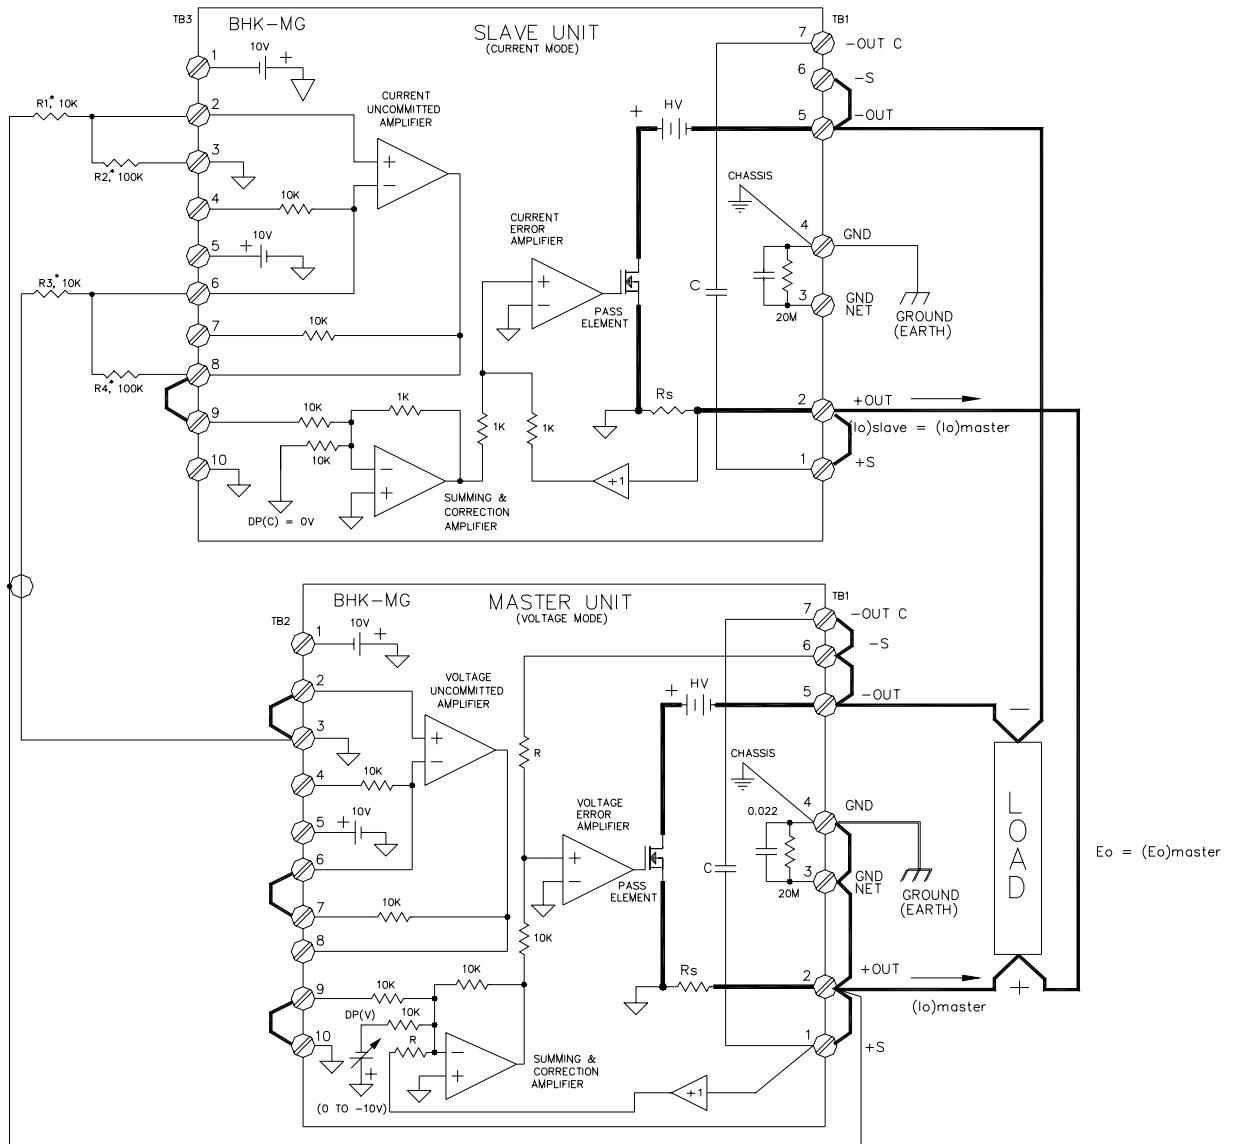 TB3
BHK-MG
SLAVE UNIT
(CURRENT MODE)
TB1
1
10V
+
7
-OUT C
6
-S
CURRENT
UNCOMMITTED
AMPLIFIER
+
HV
5
-OUT
R1,* 10K
2
+
−
3
R2,* 100K
CHASSIS
4
10K
CURRENT
ERROR
AMPLIFIER
4
GND
5
+
10V
+
−
PASS
ELEMENT
C
R3,* 10K
6
3
GND
NET
20M
GROUND
(EARTH)
7
10K
8
R4,* 100K
Rs
2
+OUT
(Io)slave = (Io)master
9
10K
1K
1K
1K
10K
−
+
+1
1
+S
10
DP(C) = 0V
SUMMING &
CORRECTION
AMPLIFIER
TB2
BHK-MG
MASTER UNIT
(VOLTAGE MODE)
TB1
1
10V
+
7
-OUT C
6
-S
VOLTAGE
UNCOMMITTED
AMPLIFIER
+
HV
5
-OUT
−
2
+
−
3
R
CHASSIS
4
10K
VOLTAGE
ERROR
AMPLIFIER
4
GND
0.022
5
+
10V
+
−
PASS
ELEMENT
C
6
3
GND
NET
20M
GROUND
(EARTH)
LOAD
Eo = (Eo)master
7
10K
8
10K
Rs
2
+OUT
(Io)master
+
9
10K
10K
DP(V)
10K
R
−
+
+
10
(0 TO -10V)
SUMMING &
CORRECTION
AMPLIFIER
+1
1
+S